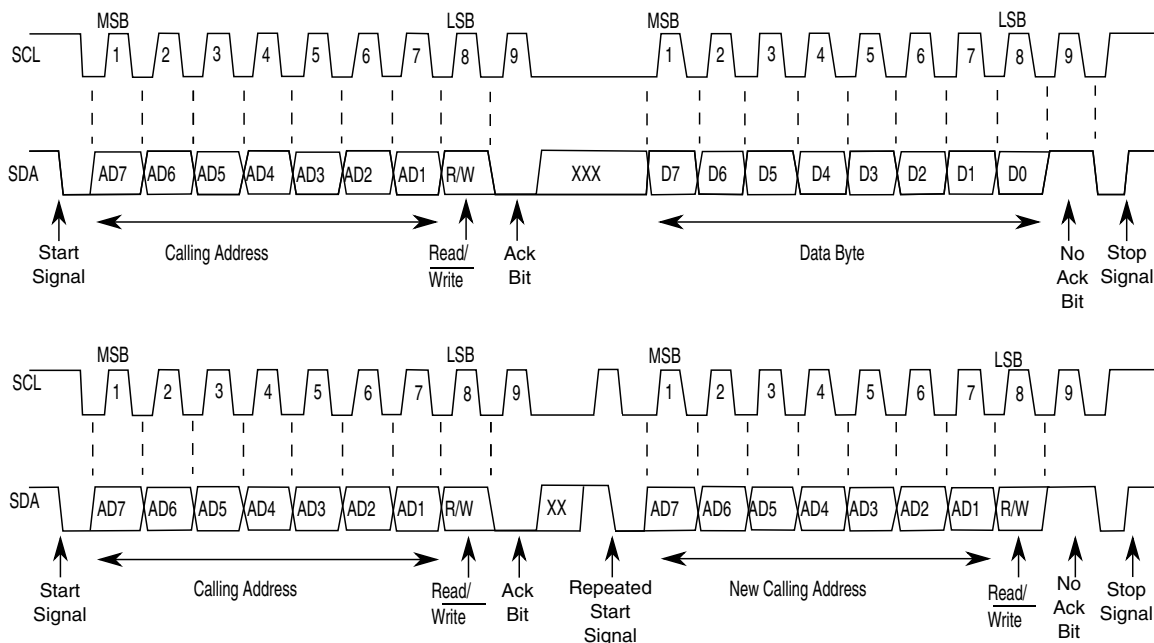 MSB LSB MSB LSB
SCL 1 2 3 4 5 6 7 8 9 1 2 3 4 5 6 7 8 9
SDA AD7 AD6 AD5 AD4 AD3 AD2 AD1 R/W XXX D7 D6 D5 D4 D3 D2 D1 D0
Start Signal
Calling Address
Read/
Write
Ack
Bit
Data Byte
No
Ack
Bit
Stop
Signal
MSB LSB MSB LSB
SCL 1 2 3 4 5 6 7 8 9 1 2 3 4 5 6 7 8 9
SDA AD7 AD6 AD5 AD4 AD3 AD2 AD1 R/W XX AD7 AD6 AD5 AD4 AD3 AD2 AD1 R/W
Start
Signal
Calling Address
Read/
Write
Ack
Bit
Repeated
Start
Signal
New Calling Address
Read/
Write
No
Ack
Bit
Stop
Signal